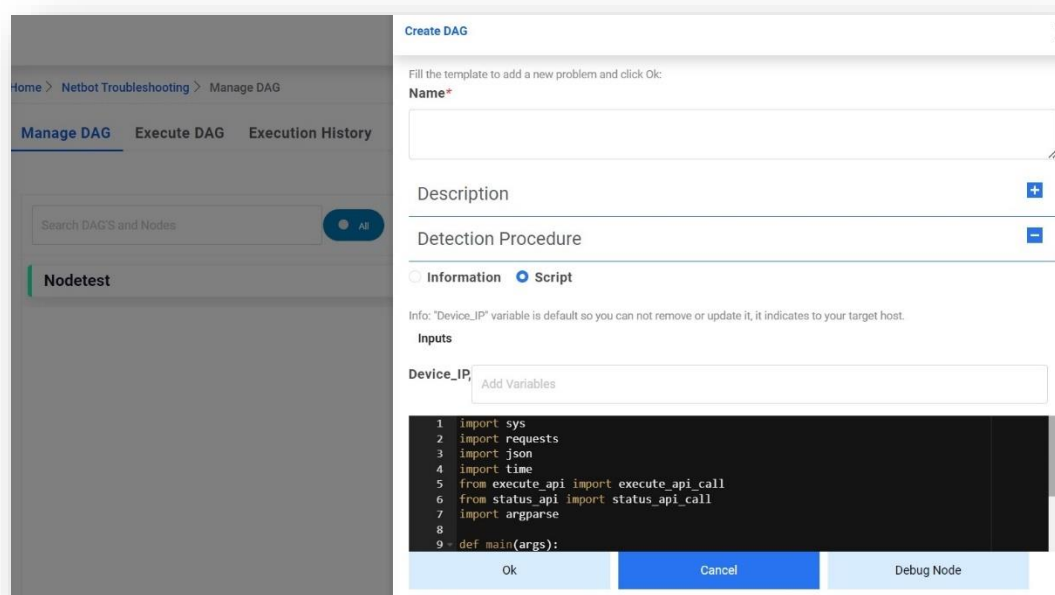 Create DAG
Home > Netbot Troubleshooting > Manage DAG
Manage DAG Execute DAG Execution History
Search DAG'S and Nodes
All
Nodetest
Fill the template to add a new problem and click Ok:
Name*
Description
Detection Procedure
Information Script
Info: "Device_IP" variable is default so you can not remove or update it, it indicates to your target host.
Inputs
Device_IP,
Add Variables
1 import sys
2 import requests
3 import json
4 import time
5 from execute_api import execute_api_call
6 from status_api import status_api_call
7 import argparse
8
9 def main(args):
Ok Cancel Debug Node